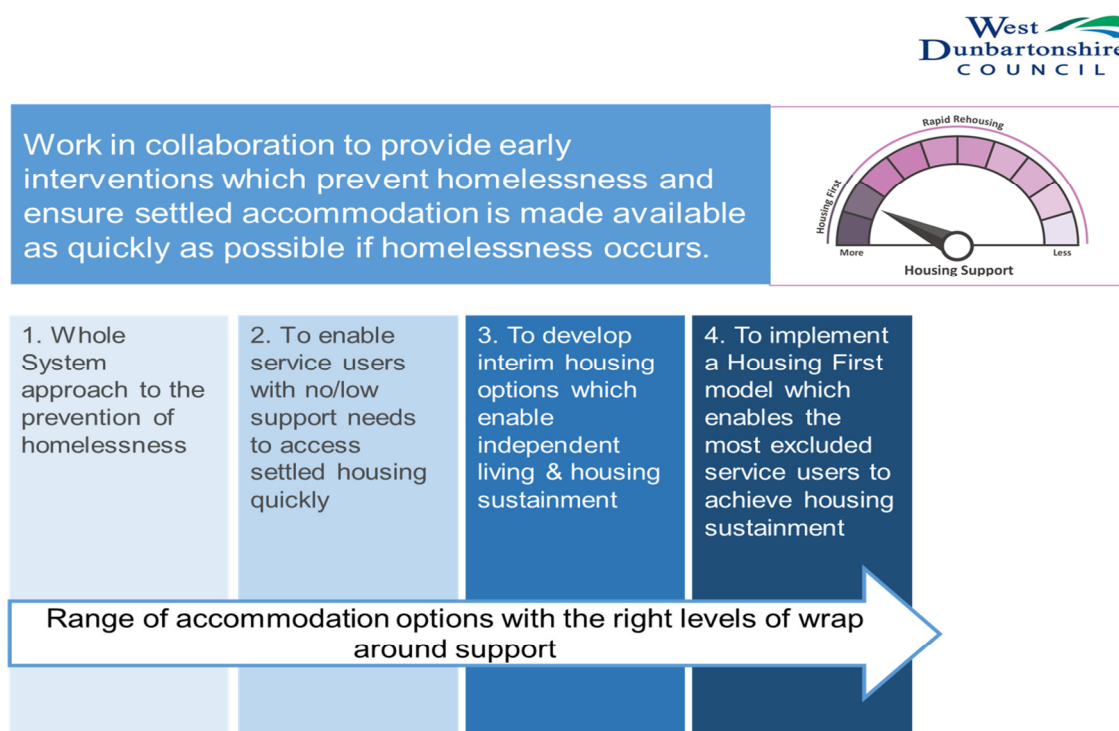 West
Dunbartonshire
COUNCIL
Work in collaboration to provide early
interventions which prevent homelessness and
ensure settled accommodation is made available
as quickly as possible if homelessness occurs.
Rapid Rehousing
Housing First
More
Less
Housing Support
1. Whole
System
approach to the
prevention of
homelessness
2. To enable
service users
with no/low
support needs
to access
settled housing
quickly
3. To develop
interim housing
options which
enable
independent
living & housing
sustainment
4. To implement
a Housing First
model which
enables the
most excluded
service users to
achieve housing
sustainment
Range of accommodation options with the right levels of wrap
around support